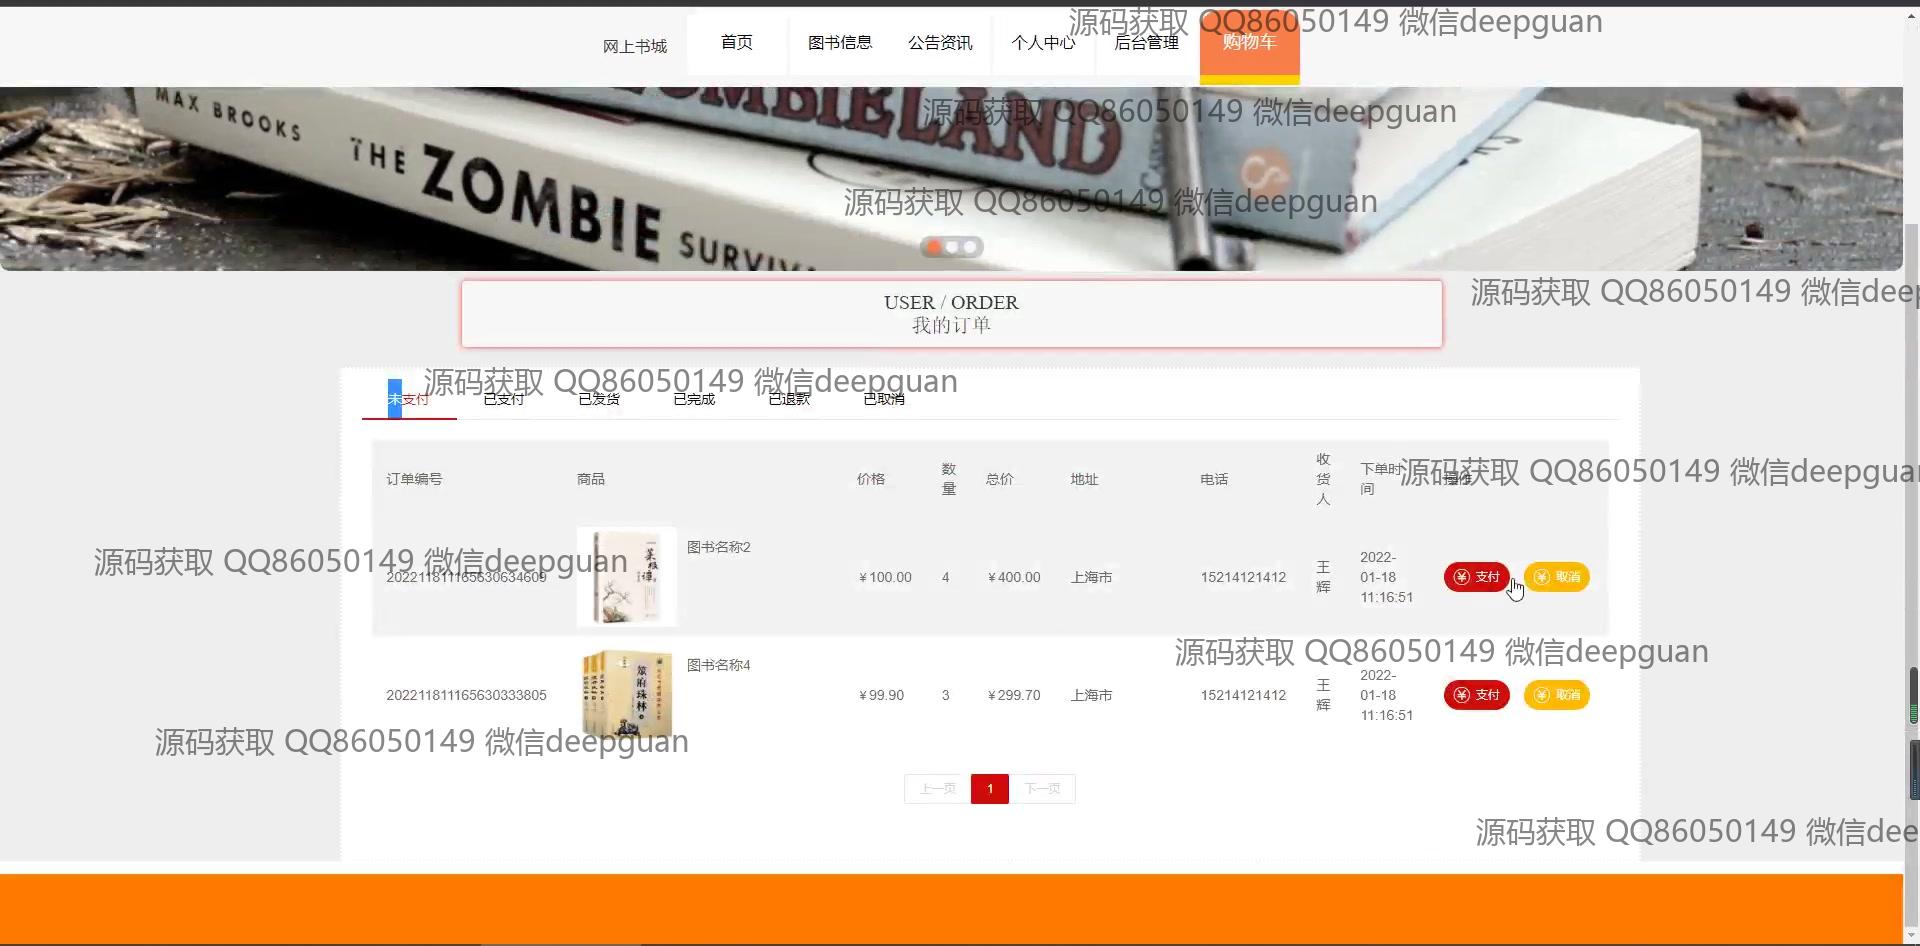 源码获取 QQ86050149 微信deepguan
网上书城
首页
图书信息
公告资讯
个人中心
后台管理
购物车
MAX BROOKS
THE ZOMBIE
ZOMBIELAND
源码获取 QQ86050149 微信deepguan
源码获取 QQ86050149 微信deepguan
源码获取 QQ86050149 微信deep
USER / ORDER
我的订单
源码获取 QQ86050149 微信deepguan
未支付
已支付
已发货
已完成
已退款
已取消
订单编号
商品
价格
数量
总价
地址
电话
收货人
下单时间
操作
源码获取 QQ86050149 微信deepguan
源码获取 QQ86050149 微信deepguan
202211811165630634609
图书名称2
菜根谭
￥100.00
4
￥400.00
上海市
15214121412
王辉
2022-01-18 11:16:51
支付
取消
源码获取 QQ86050149 微信deepguan
202211811165630333805
图书名称4
￥99.90
3
￥299.70
上海市
15214121412
王辉
2022-01-18 11:16:51
支付
取消
源码获取 QQ86050149 微信deepguan
上一页
1
下一页
源码获取 QQ86050149 微信dee